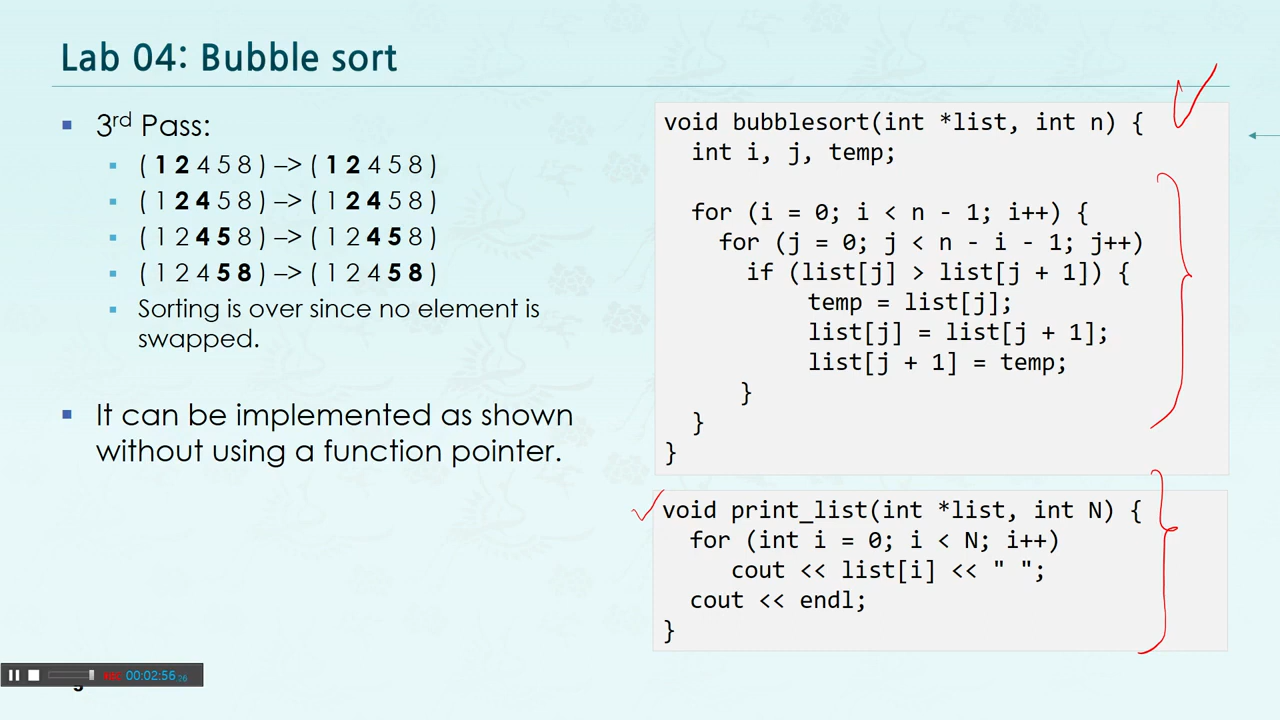 Lab 04: Bubble sort
3rd Pass:
( 1 2 4 5 8 ) –> ( 1 2 4 5 8 )
( 1 2 4 5 8 ) –> ( 1 2 4 5 8 )
( 1 2 4 5 8 ) –> ( 1 2 4 5 8 )
( 1 2 4 5 8 ) –> ( 1 2 4 5 8 )
Sorting is over since no element is
swapped.
It can be implemented as shown
without using a function pointer.
void bubblesort(int *list, int n) {
int i, j, temp;
for (i = 0; i < n - 1; i++) {
for (j = 0; j < n - i - 1; j++)
if (list[j] > list[j + 1]) {
temp = list[j];
list[j] = list[j + 1];
list[j + 1] = temp;
}
}
}
void print_list(int *list, int N) {
for (int i = 0; i < N; i++)
cout << list[i] << " ";
cout << endl;
}
REC 00:02:56.26